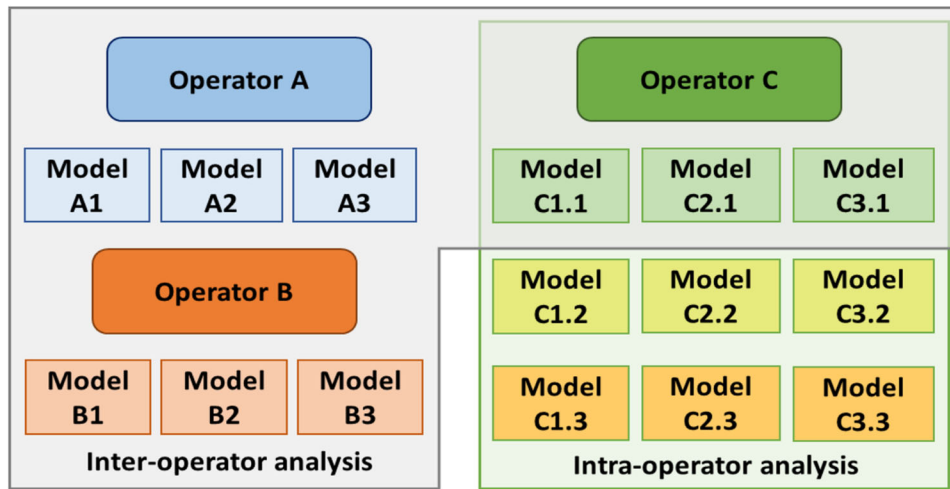 Operator A
Operator C
Model Model Model
A1 A2 A3
Model Model Model
C1.1 C2.1 C3.1
Operator B
Model Model Model
C1.2 C2.2 C3.2
Model Model Model
B1 B2 B3
Model Model Model
C1.3 C2.3 C3.3
Inter-operator analysis
Intra-operator analysis